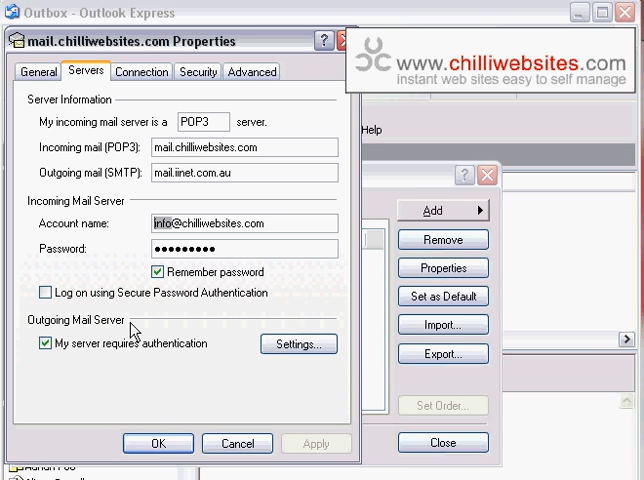 Outbox - Outlook Express
mail.chilliwebsites.com Properties
www.chilliwebsites.com
instant web sites easy to self manage
General Servers Connection Security Advanced
Server Information
My incoming mail server is a POP3 server.
Help
Incoming mail (POP3): mail.chilliwebsites.com
Outgoing mail (SMTP): mail.iinet.com.au
Incoming Mail Server
Account name: info@chilliwebsites.com
Password: •••••••••
Remember password
Log on using Secure Password Authentication
Outgoing Mail Server
My server requires authentication Settings...
OK Cancel Apply
Add
Remove
Properties
Set as Default
Import...
Export...
Set Order...
Close